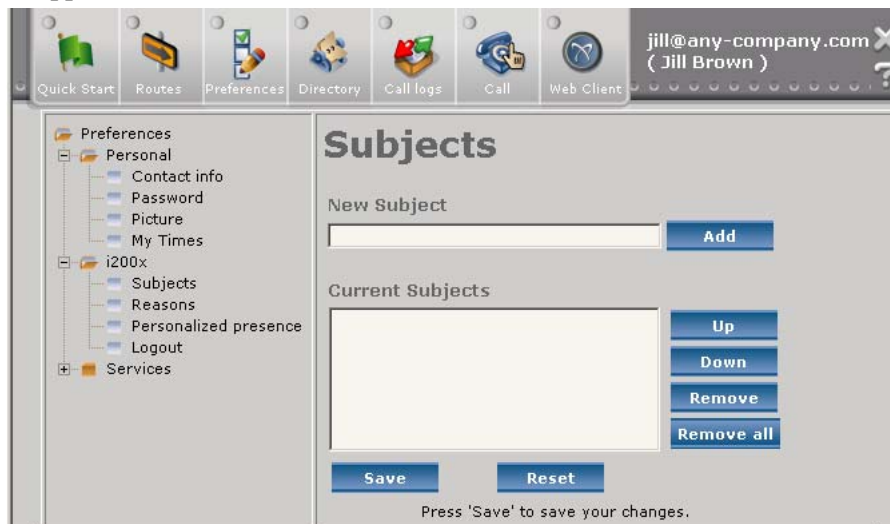 jill@any-company.com
( Jill Brown )
Quick Start Routes Preferences Directory Call logs Call Web Client
Preferences
Personal
Contact info
Password
Picture
My Times
i200x
Subjects
Reasons
Personalized presence
Logout
Services
Subjects
New Subject
Add
Current Subjects
Up
Down
Remove
Remove all
Save Reset
Press 'Save' to save your changes.